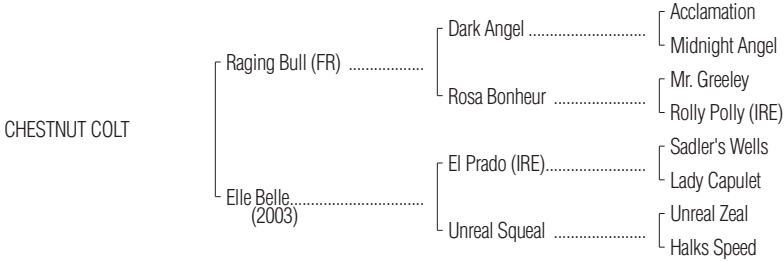 Acclamation
Dark Angel ............................
Midnight Angel
Raging Bull (FR) ..................
Mr. Greeley
Rosa Bonheur ......................
Rolly Polly (IRE)
CHESTNUT COLT
Sadler's Wells
El Prado (IRE)........................
Lady Capulet
Elle Belle................................
(2003)
Unreal Zeal
Unreal Squeal ......................
Halks Speed